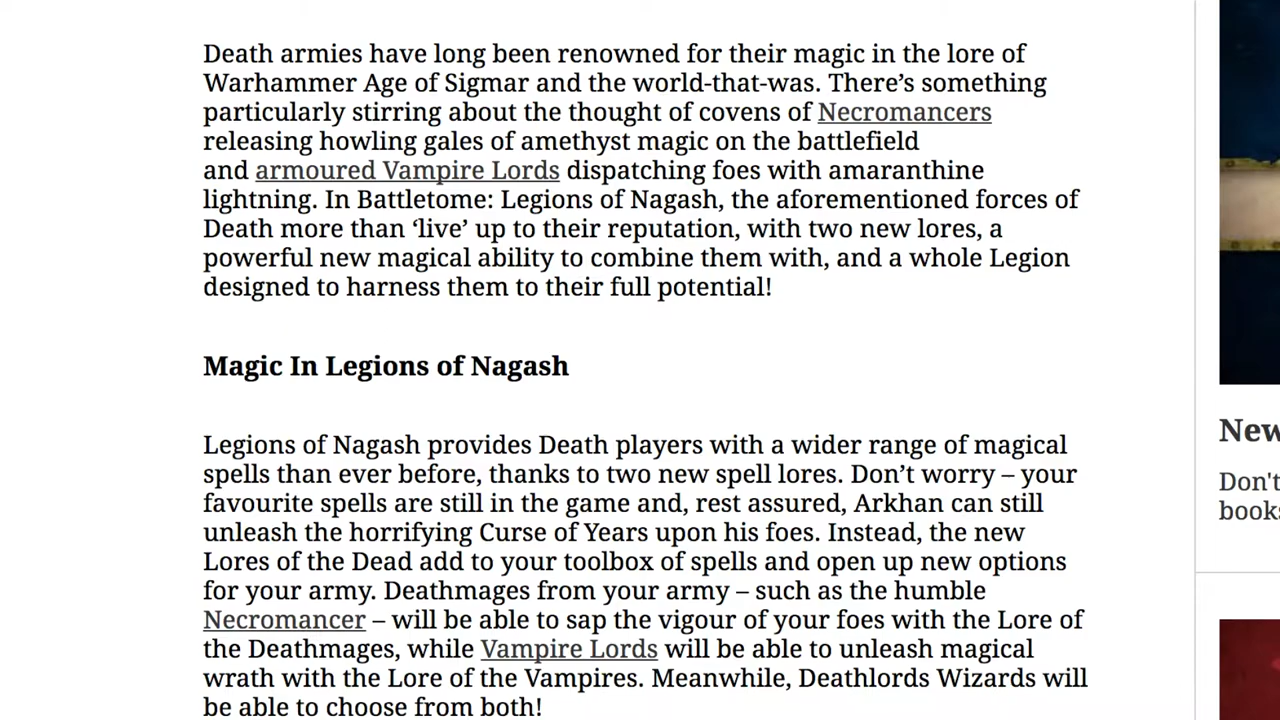 Death armies have long been renowned for their magic in the lore of
Warhammer Age of Sigmar and the world-that-was. There’s something
particularly stirring about the thought of covens of Necromancers
releasing howling gales of amethyst magic on the battlefield
and armoured Vampire Lords dispatching foes with amaranthine
lightning. In Battletome: Legions of Nagash, the aforementioned forces of
Death more than ‘live’ up to their reputation, with two new lores, a
powerful new magical ability to combine them with, and a whole Legion
designed to harness them to their full potential!
Magic In Legions of Nagash
Legions of Nagash provides Death players with a wider range of magical
spells than ever before, thanks to two new spell lores. Don’t worry – your
favourite spells are still in the game and, rest assured, Arkhan can still
unleash the horrifying Curse of Years upon his foes. Instead, the new
Lores of the Dead add to your toolbox of spells and open up new options
for your army. Deathmages from your army – such as the humble
Necromancer – will be able to sap the vigour of your foes with the Lore of
the Deathmages, while Vampire Lords will be able to unleash magical
wrath with the Lore of the Vampires. Meanwhile, Deathlords Wizards will
be able to choose from both!
New
Don't
books